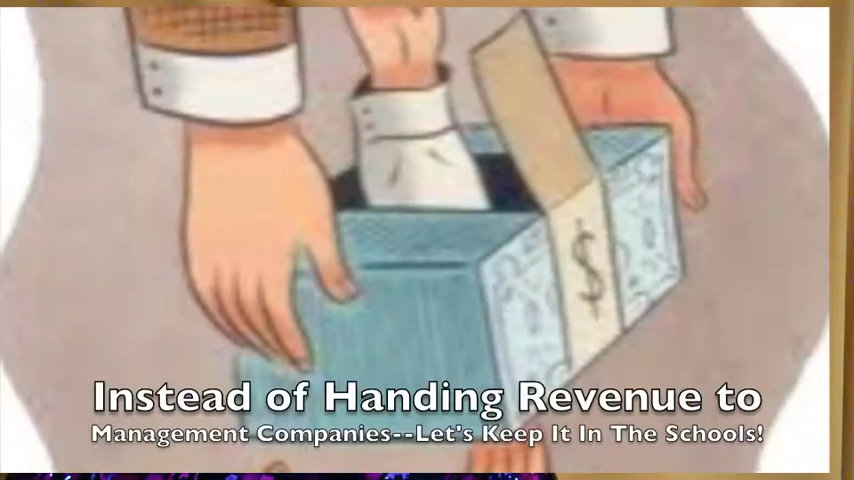 $
Instead of Handing Revenue to
Management Companies--Let's Keep It In The Schools!